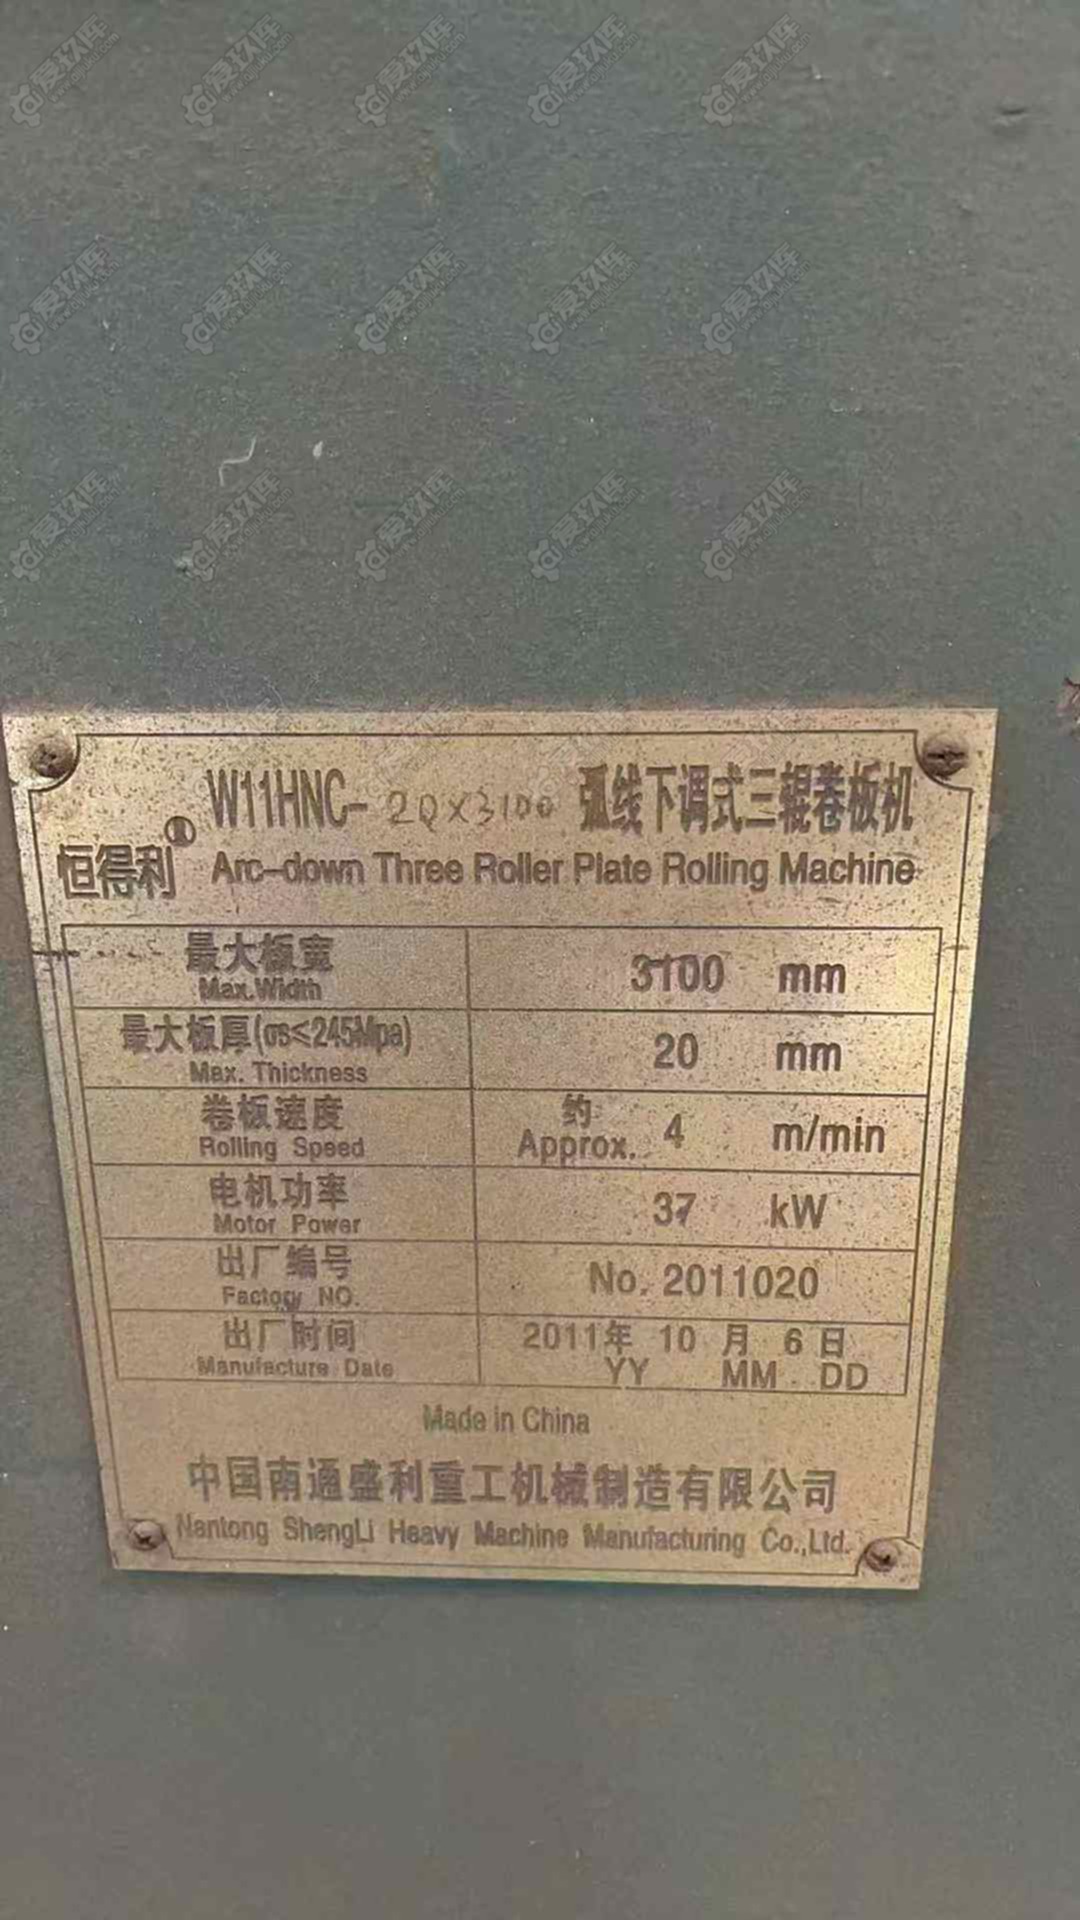 W11HNC-20X3100 弧线下调式三辊卷板机
恒得利®
Arc-down Three Roller Plate Rolling Machine
最大板宽 3100 mm
Max.Width
最大板厚(σs≤245Mpa) 20 mm
Max. Thickness
卷板速度 约
Rolling Speed Approx. 4 m/min
电机功率 37 kW
Motor Power
出厂编号 No. 2011020
Factory NO.
出厂时间 2011年 10 月 6 日
Manufacture Date YY MM DD
Made in China
中国南通盛利重工机械制造有限公司
Nantong ShengLi Heavy Machine Manufacturing Co.,Ltd.
爱玖库